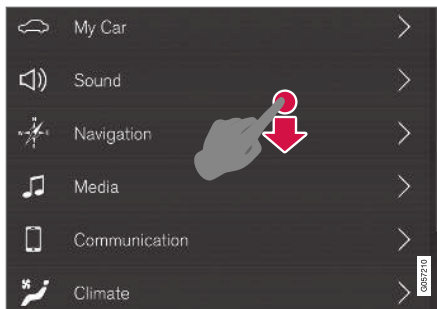 My Car
Sound
Navigation
Media
Communication
Climate
G057210